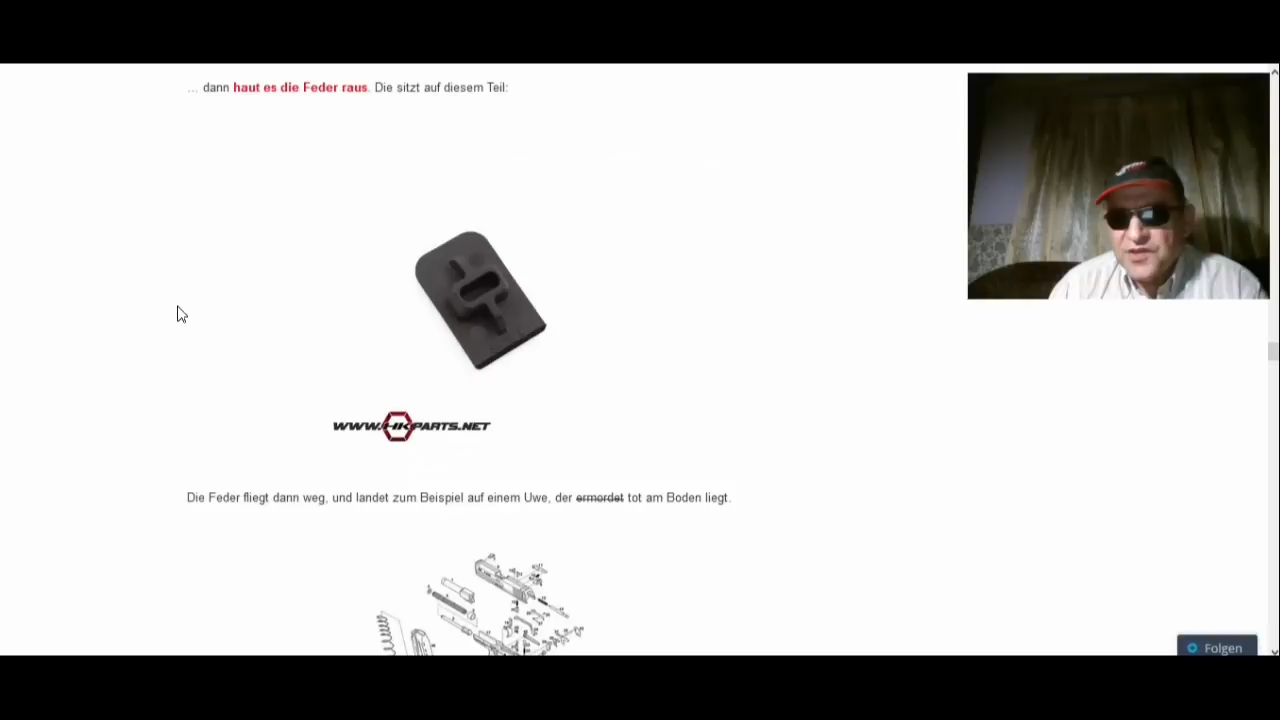 ... dann haut es die Feder raus. Die sitzt auf diesem Teil:
WWW.HKPARTS.NET
Die Feder fliegt dann weg, und landet zum Beispiel auf einem Uwe, der ermordet tot am Boden liegt.
Folgen